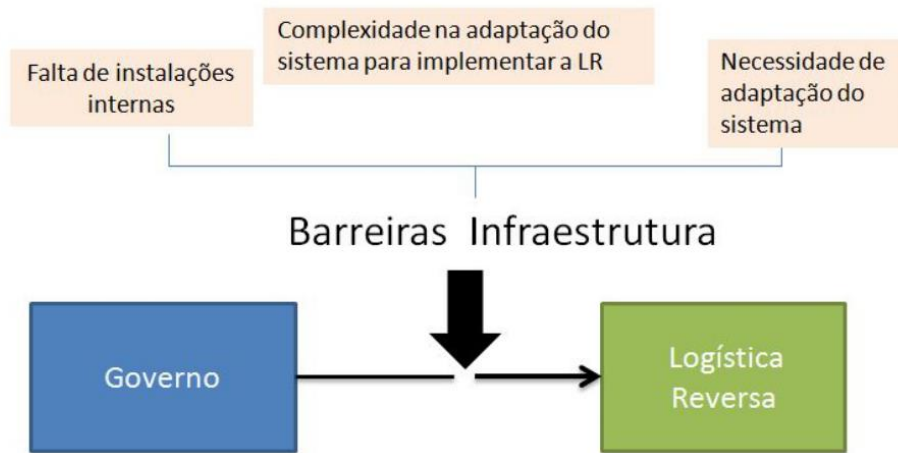 Falta de instalações
internas
Complexidade na adaptação do
sistema para implementar a LR
Necessidade de
adaptação do
sistema
Barreiras Infraestrutura
Governo
Logística
Reversa